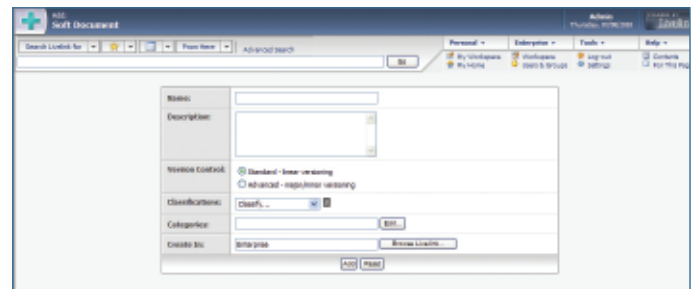 Add:
Soft Document
Admin
Thursday,
Search Livelink for
From Here
Advanced Search
Go
Personal
Enterprise
Tools
Help
My Workspace
Workspace
Log-out
Contents
My Home
Users & Groups
Settings
For This Page
Name:
Description:
Version Control:
Standard - linear versioning
Advanced - major/minor versioning
Classifications:
Classifi...
Categories:
Edit...
Create In:
Enterprise
Browse Livelink...
Add
Reset